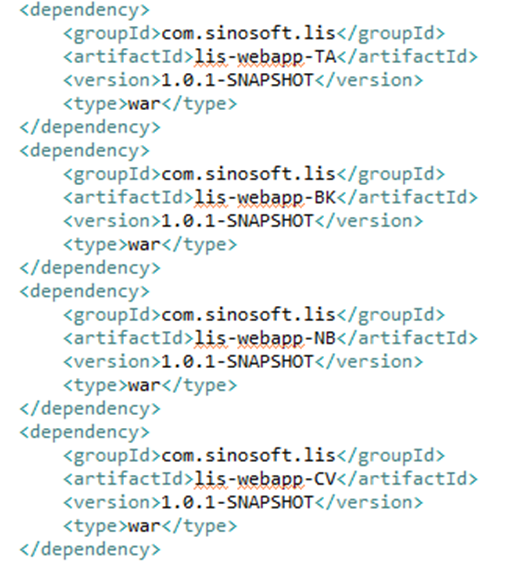 <dependency>
<groupId>com.sinosoft.lis</groupId>
<artifactId>lis-webapp-TA</artifactId>
<version>1.0.1-SNAPSHOT</version>
<type>war</type>
</dependency>
<dependency>
<groupId>com.sinosoft.lis</groupId>
<artifactId>lis-webapp-BK</artifactId>
<version>1.0.1-SNAPSHOT</version>
<type>war</type>
</dependency>
<dependency>
<groupId>com.sinosoft.lis</groupId>
<artifactId>lis-webapp-NB</artifactId>
<version>1.0.1-SNAPSHOT</version>
<type>war</type>
</dependency>
<dependency>
<groupId>com.sinosoft.lis</groupId>
<artifactId>lis-webapp-CV</artifactId>
<version>1.0.1-SNAPSHOT</version>
<type>war</type>
</dependency>